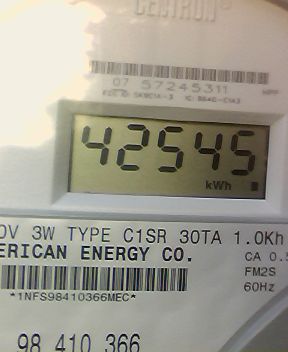 CENTRON
07 57245311
42545
kWh
0V 3W TYPE C1SR 30TA 1.0Kh
ERICAN ENERGY CO.
CA 0.5
FM2S
60Hz
*1NFS98410366MEC*
98 410 366